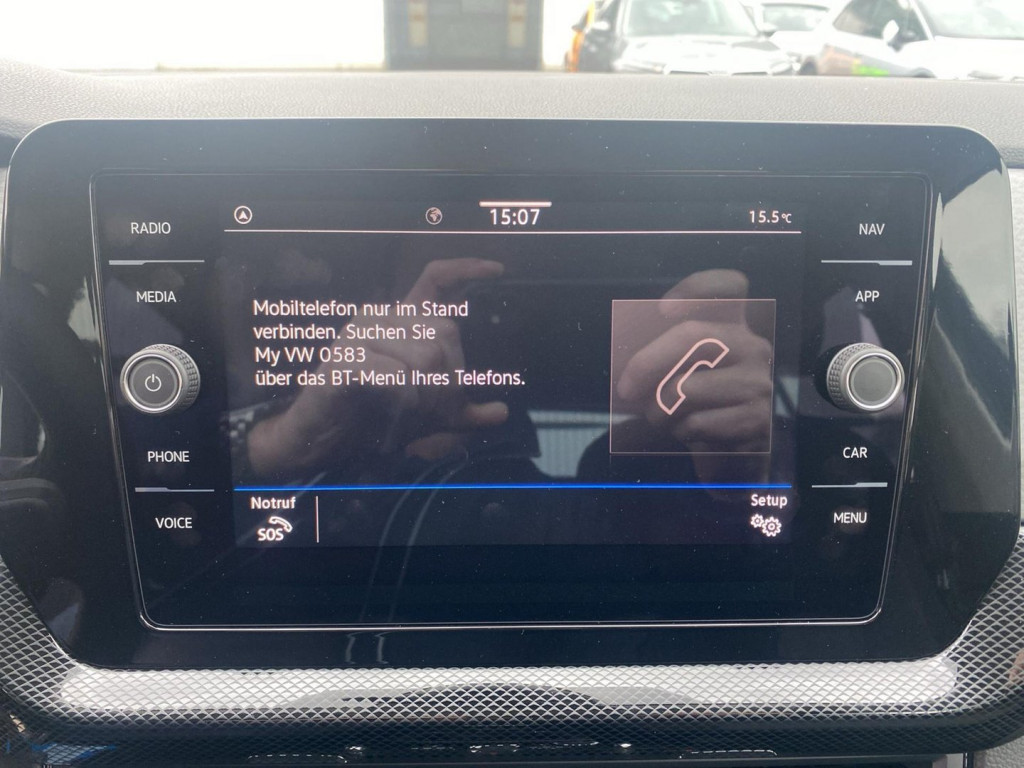 RADIO
MEDIA
PHONE
VOICE
15:07
15.5°C
Mobiltelefon nur im Stand
verbinden. Suchen Sie
My VW 0583
über das BT-Menü Ihres Telefons.
Notruf
SOS
Setup
NAV
APP
CAR
MENU